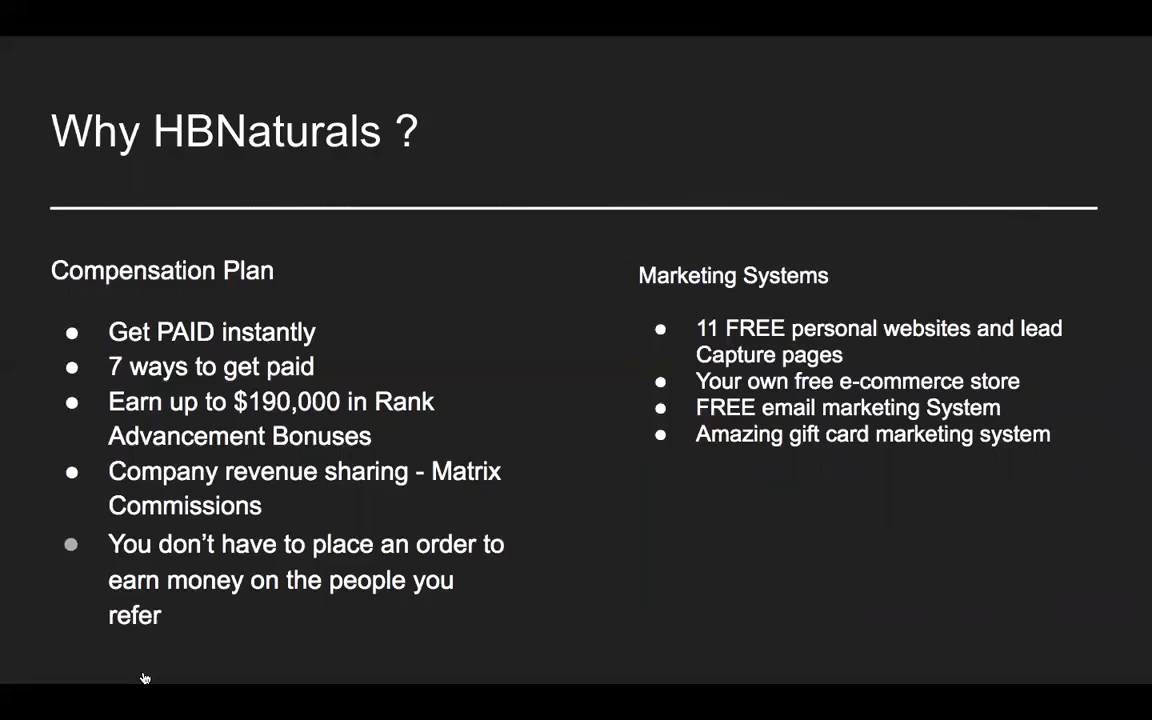 Why HBNaturals ?
Compensation Plan
● Get PAID instantly
● 7 ways to get paid
● Earn up to $190,000 in Rank
Advancement Bonuses
● Company revenue sharing - Matrix
Commissions
● You don’t have to place an order to
earn money on the people you
refer
Marketing Systems
● 11 FREE personal websites and lead
Capture pages
● Your own free e-commerce store
● FREE email marketing System
● Amazing gift card marketing system